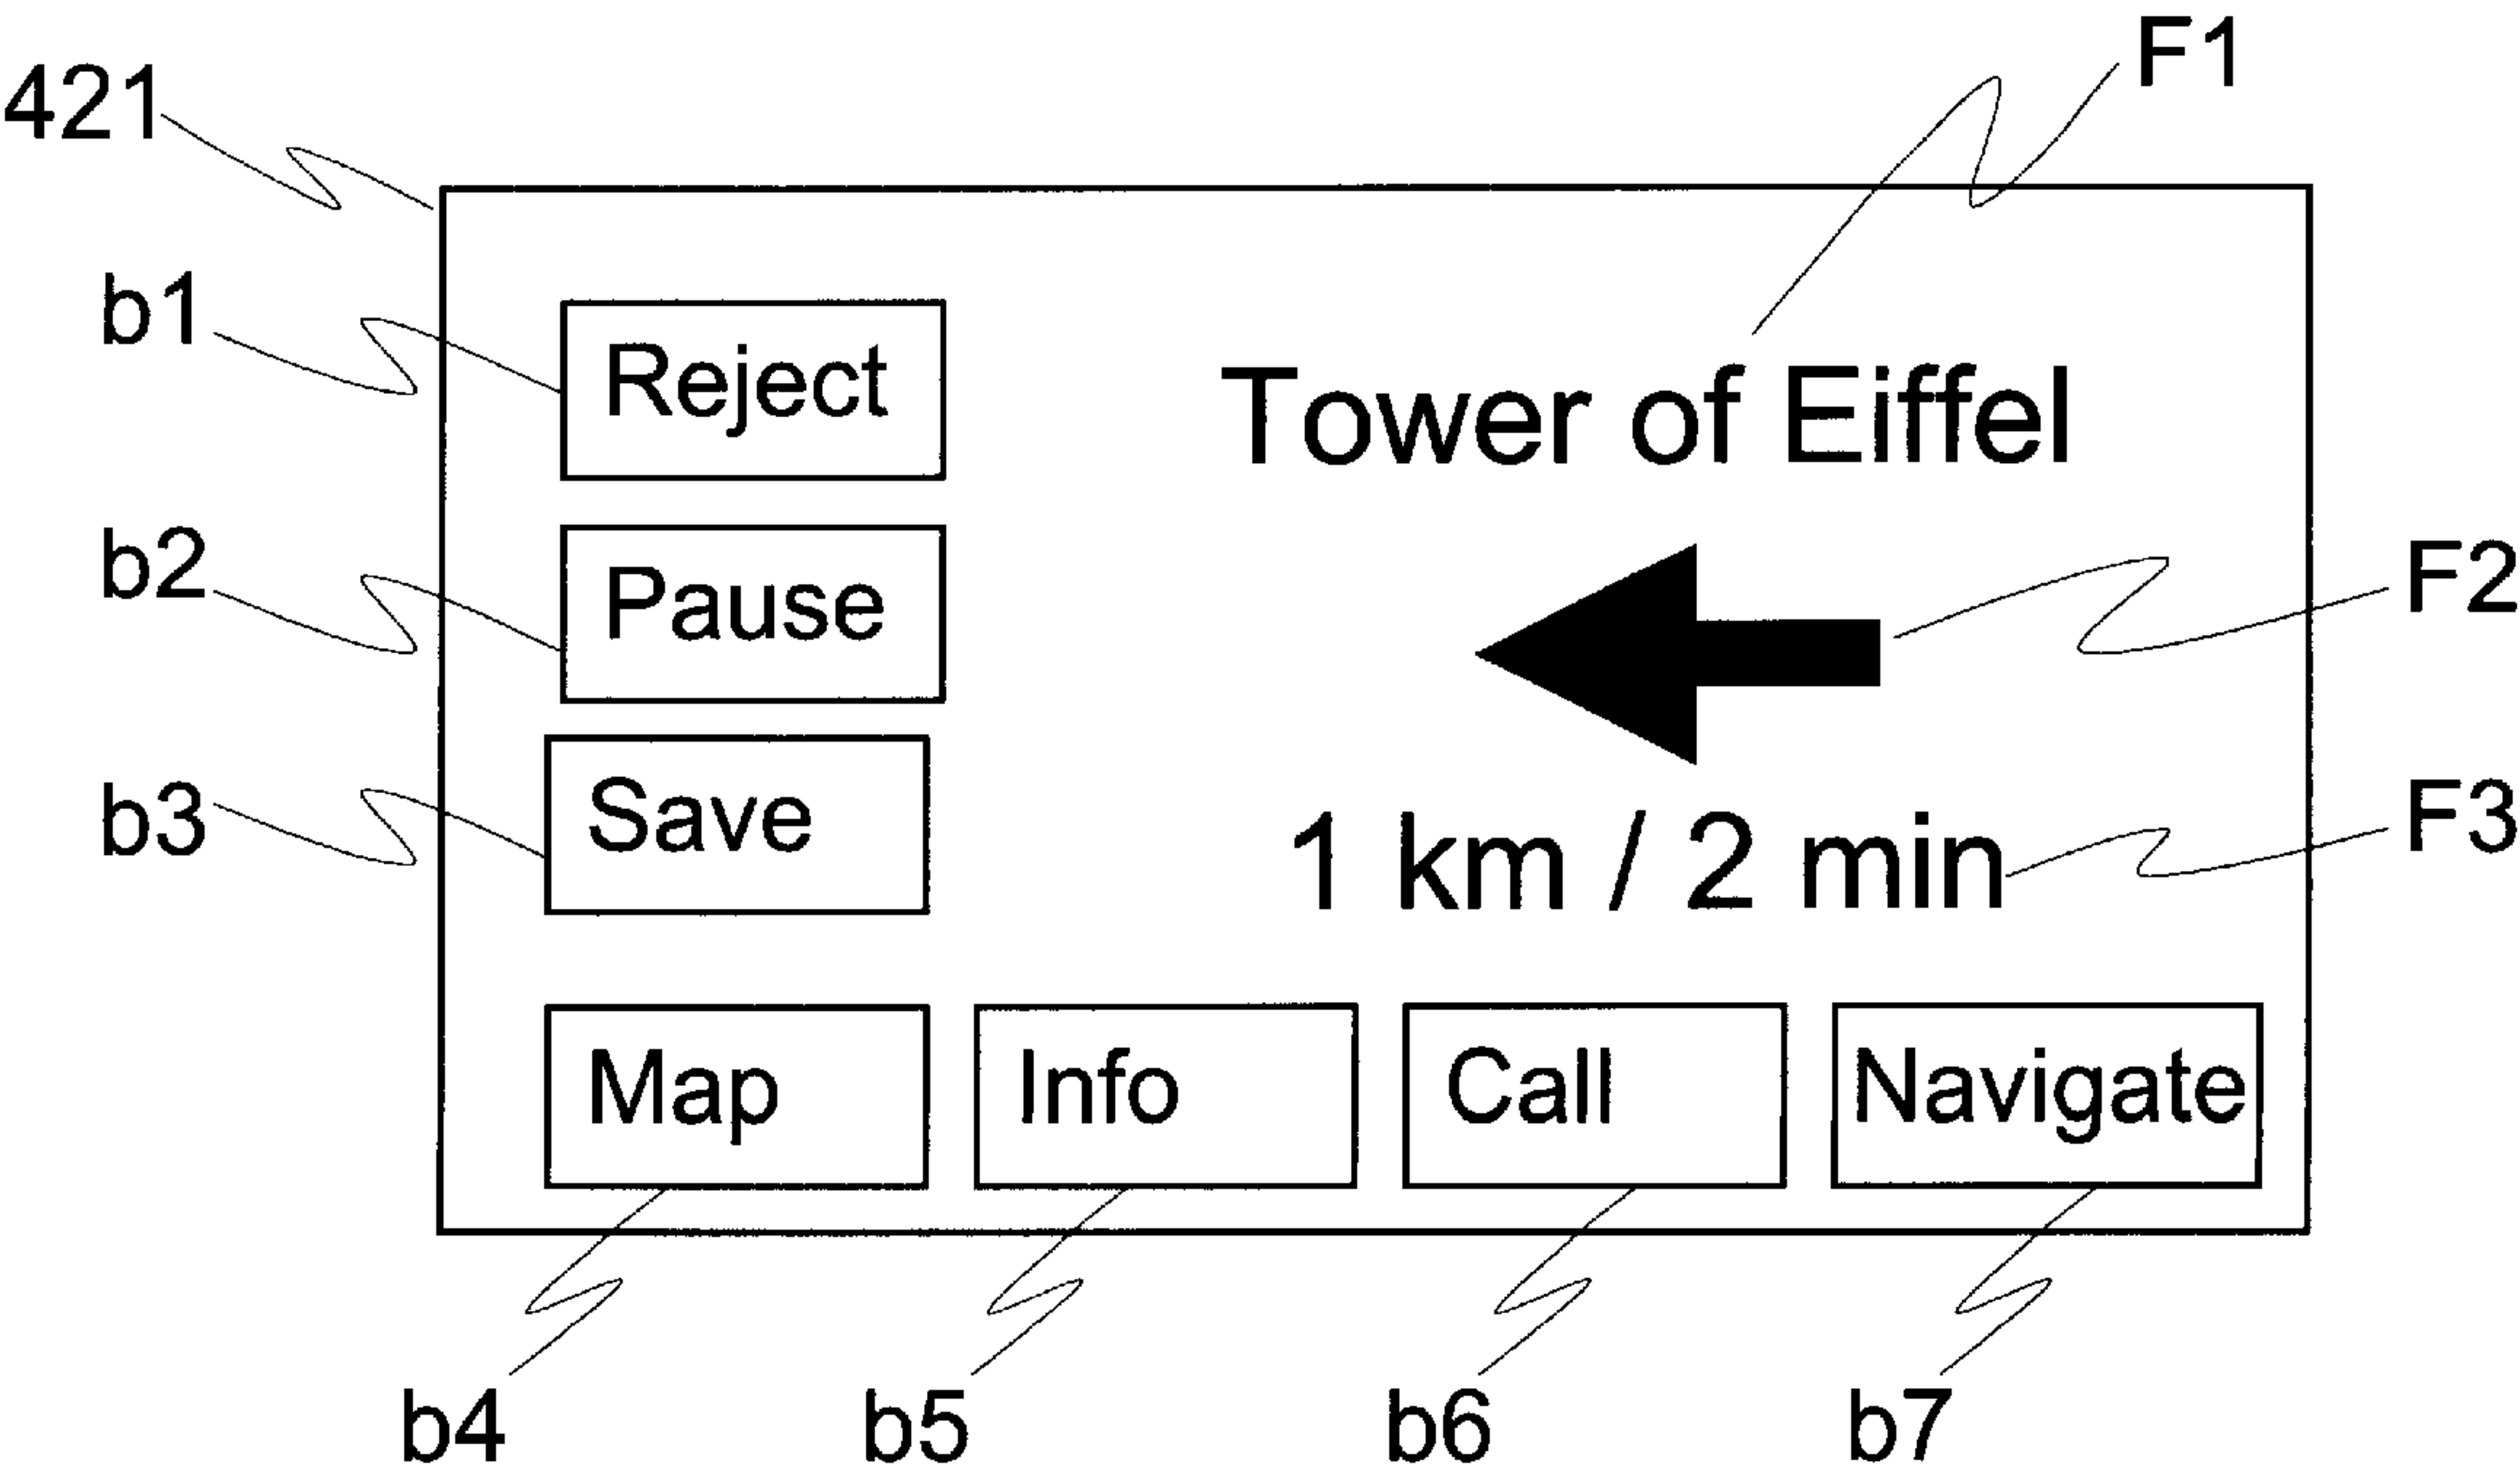 F1
421
b1
Reject
Tower of Eiffel
b2
Pause
F2
b3
Save
1 km / 2 min
F3
Map
Info
Call
Navigate
b4
b5
b6
b7